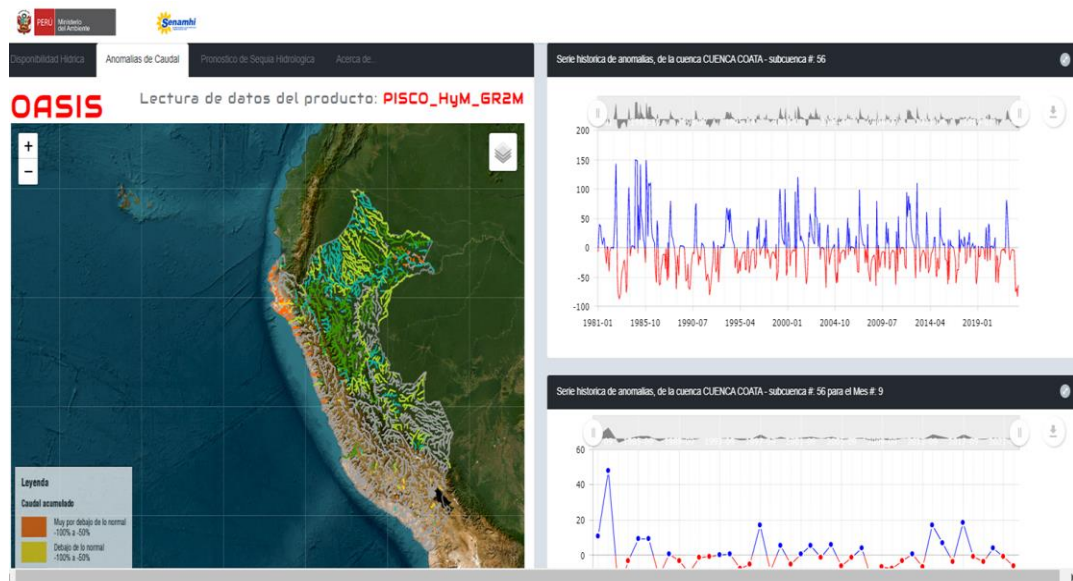 PERÚ
Ministerio
del Ambiente
Senamhi
Disponibilidad Hídrica
Anomalias de Caudal
Pronostico de Sequia Hidrologica
Acerca de..
OASIS
Lectura de datos del producto: PISCO_HyM_GR2M
+
−
Leyenda
Caudal acumulado
Muy por debajo de lo normal
-100% a -50%
Debajo de lo normal
-100% a -50%
Serie historica de anomalias, de la cuenca CUENCA COATA - subcuenca #: 56
200
150
100
50
0
-50
-100
1981-01 1985-10 1990-07 1995-04 2000-01 2004-10 2009-07 2014-04 2019-01
Serie historica de anomalias, de la cuenca CUENCA COATA - subcuenca #: 56 para el Mes #: 9
60
40
20
0